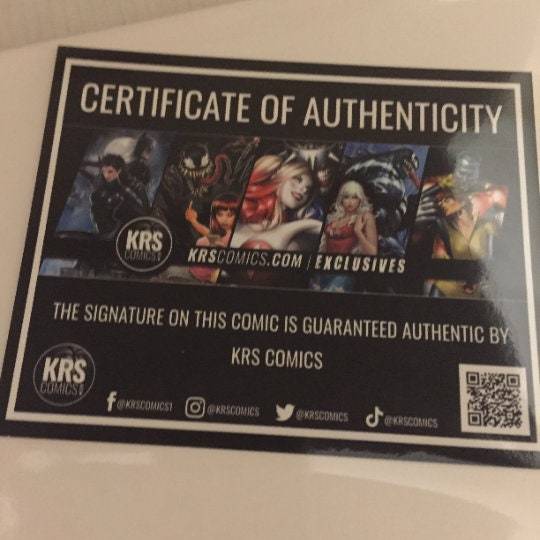 CERTIFICATE OF AUTHENTICITY
KRS
COMICS
KRSCOMICS.COM | EXCLUSIVES
THE SIGNATURE ON THIS COMIC IS GUARANTEED AUTHENTIC BY
KRS COMICS
KRS
COMICS
@KRSCOMICS1 @KRSCOMICS @KRSCOMICS @KRSCOMICS